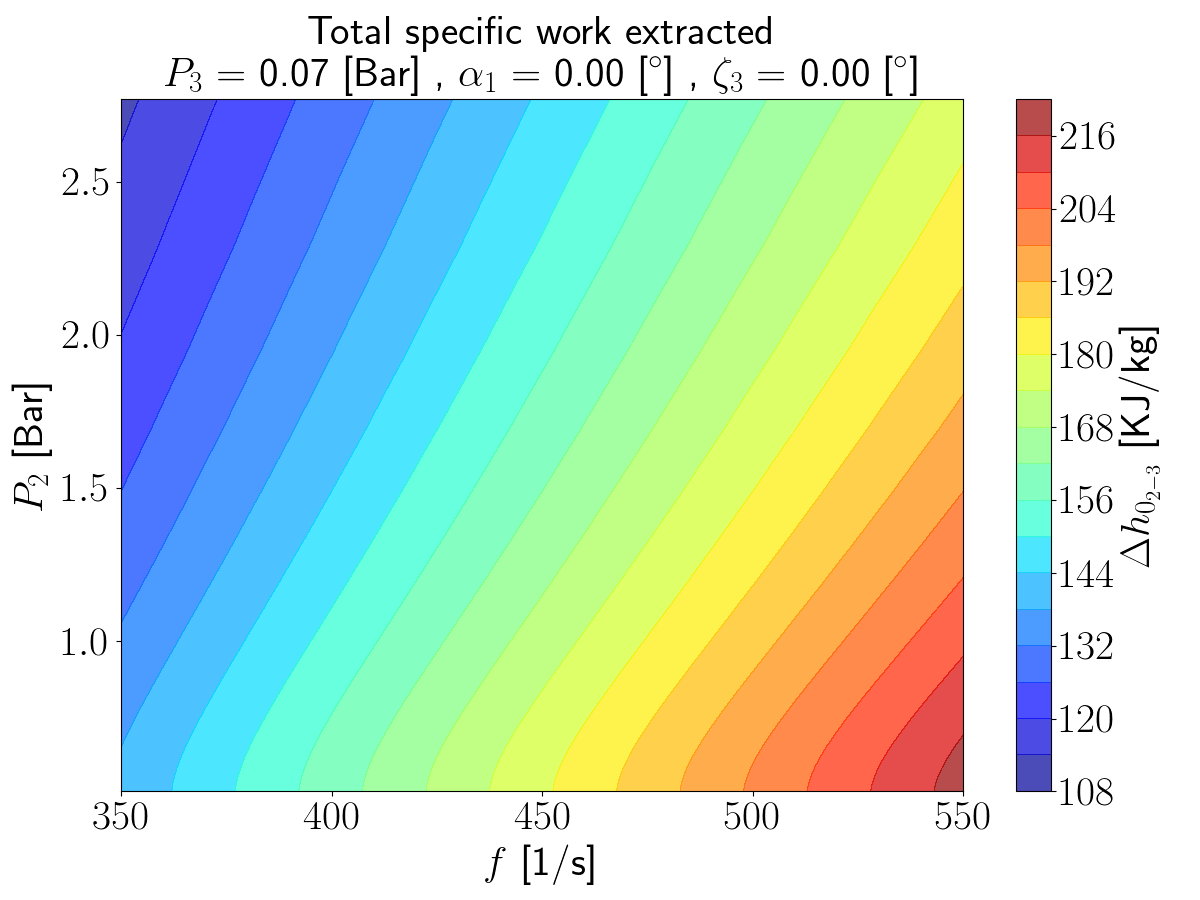 Total specific work extracted
P₃ = 0.07 [Bar] , α₁ = 0.00 [°] , ζ₃ = 0.00 [°]
2.5
2.0
1.5
1.0
P₂ [Bar]
350 400 450 500 550
f [1/s]
216
204
192
180
168
156
144
132
120
108
Δh₀₂₋₃ [KJ/kg]